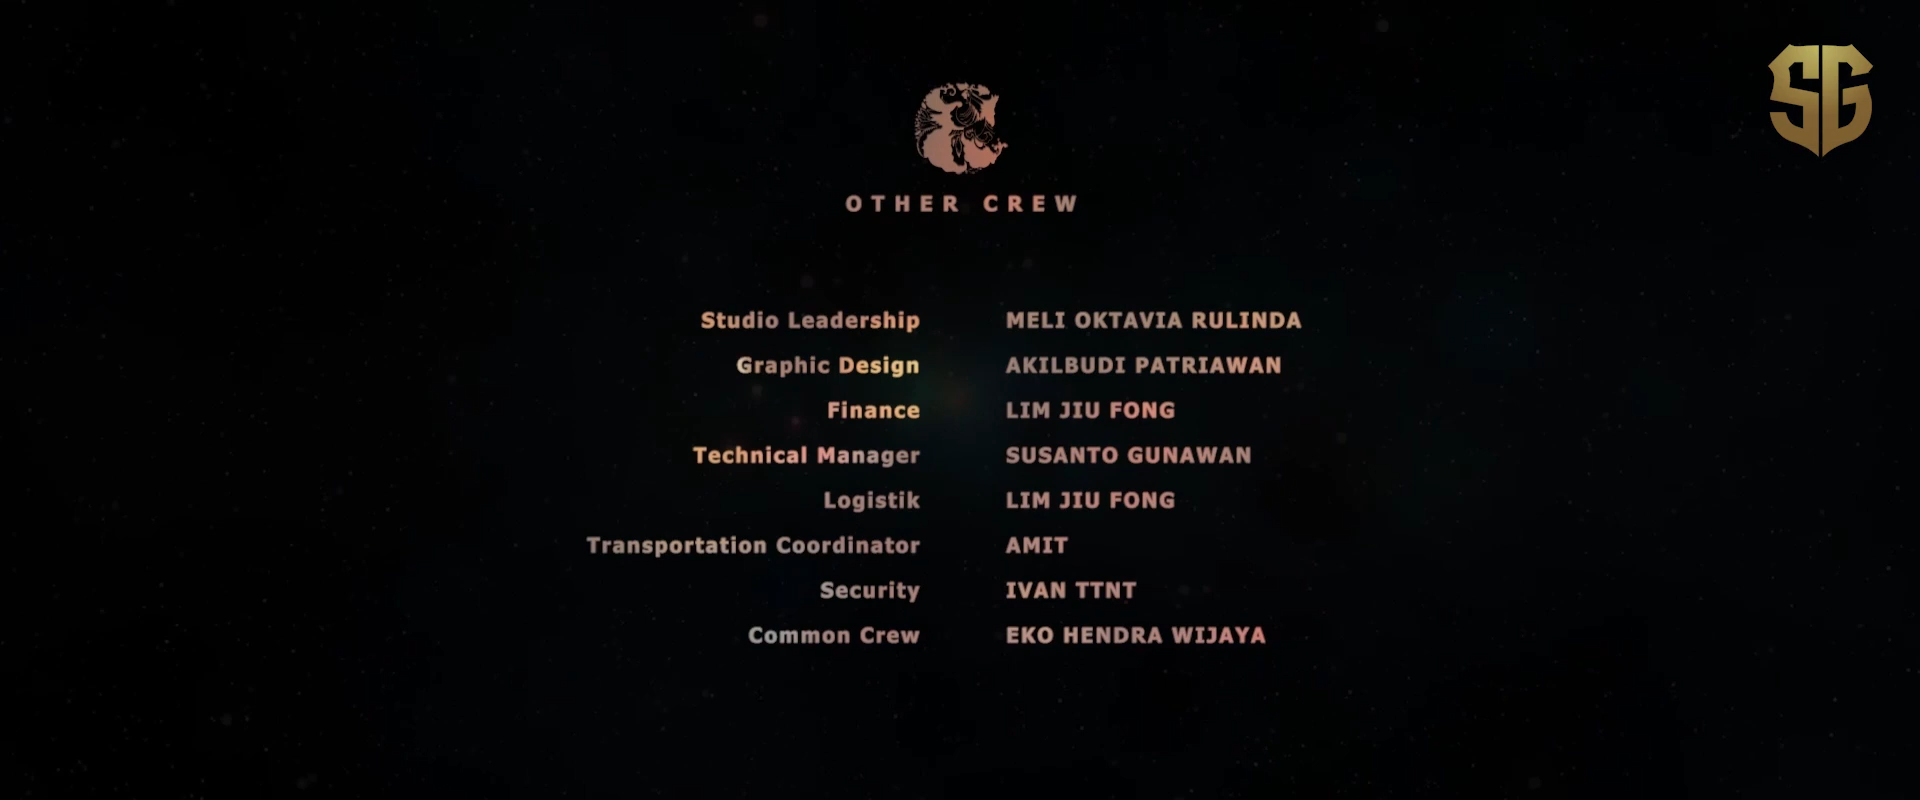 SG
OTHER CREW
Studio Leadership MELI OKTAVIA RULINDA
Graphic Design AKILBUDI PATRIAWAN
Finance LIM JIU FONG
Technical Manager SUSANTO GUNAWAN
Logistik LIM JIU FONG
Transportation Coordinator AMIT
Security IVAN TTNT
Common Crew EKO HENDRA WIJAYA